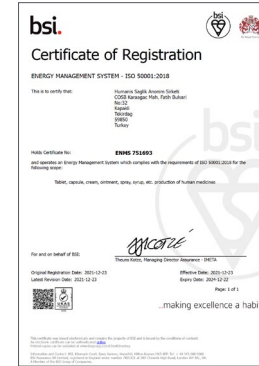 bsi.
Certificate of Registration
ENERGY MANAGEMENT SYSTEM - ISO 50001:2018
This is to certify that:
Humanis Saglik Anonim Sirketi
COSB Karaagac Mah. Fatih Bulvari
No:32
Kapakli
Tekirdag
59850
Turkey
Holds Certificate No:
ENMS 751693
and operates an Energy Management System which complies with the requirements of ISO 50001:2018 for the
following scope:
Tablet, capsule, cream, ointment, spray, syrup, etc. production of human medicines
bsi
For and on behalf of BSI:
Theuns Kotze, Managing Director Assurance - IMETA
Original Registration Date: 2021-12-23
Effective Date: 2021-12-23
Latest Revision Date: 2021-12-23
Expiry Date: 2024-12-22
Page: 1 of 1
...making excellence a habi